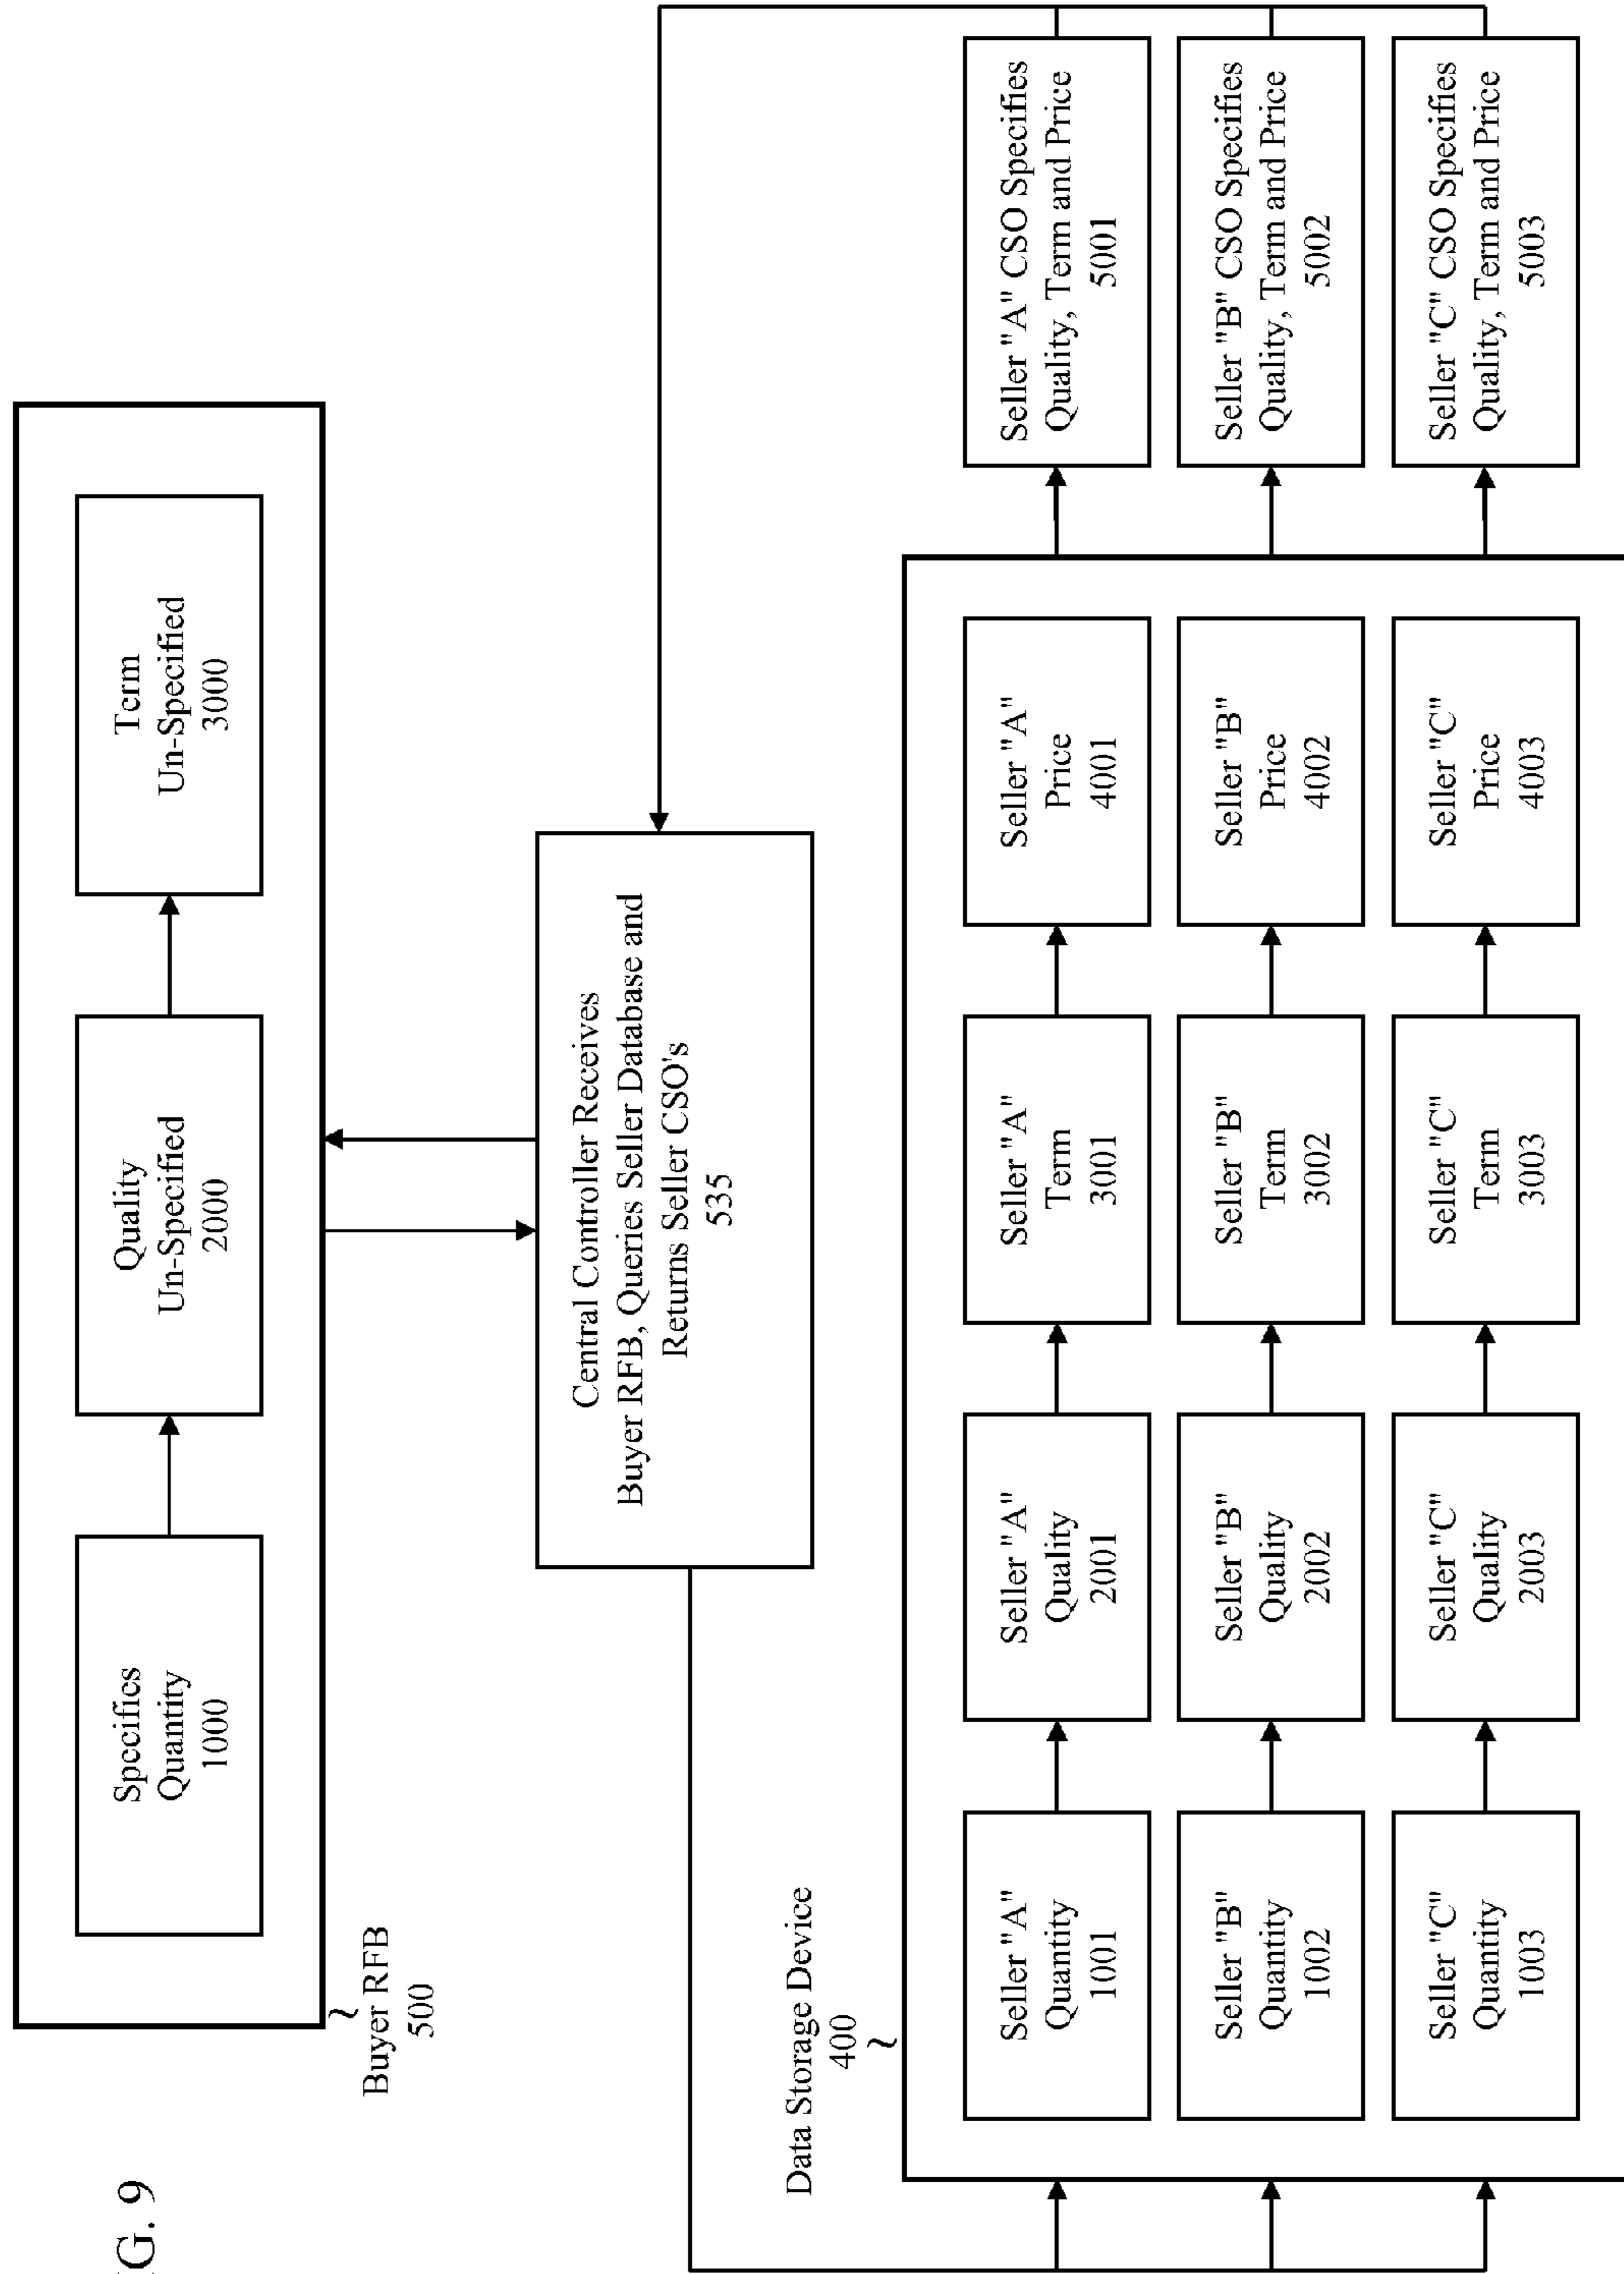 G. 9
Specifies
Quantity
1000
Quality
Un-Specified
2000
Term
Un-Specified
3000
~
Buyer RFB
500
Central Controller Receives
Buyer RFB, Queries Seller Database and
Returns Seller CSO's
535
Data Storage Device
400
~
Seller "A"
Quantity
1001
Seller "A"
Quality
2001
Seller "A"
Term
3001
Seller "A"
Price
4001
Seller "A" CSO Specifies
Quality, Term and Price
5001
Seller "B"
Quantity
1002
Seller "B"
Quality
2002
Seller "B"
Term
3002
Seller "B"
Price
4002
Seller "B" CSO Specifies
Quality, Term and Price
5002
Seller "C"
Quantity
1003
Seller "C"
Quality
2003
Seller "C"
Term
3003
Seller "C"
Price
4003
Seller "C" CSO Specifies
Quality, Term and Price
5003